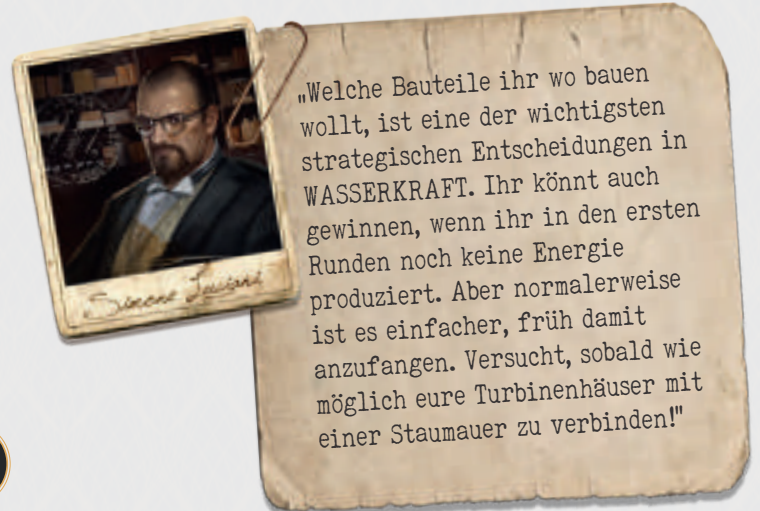 „Welche Bauteile ihr wo bauen
wollt, ist eine der wichtigsten
strategischen Entscheidungen in
WASSERKRAFT. Ihr könnt auch
gewinnen, wenn ihr in den ersten
Runden noch keine Energie
produziert. Aber normalerweise
ist es einfacher, früh damit
anzufangen. Versucht, sobald wie
möglich eure Turbinenhäuser mit
einer Staumauer zu verbinden!"
Simone Luciani